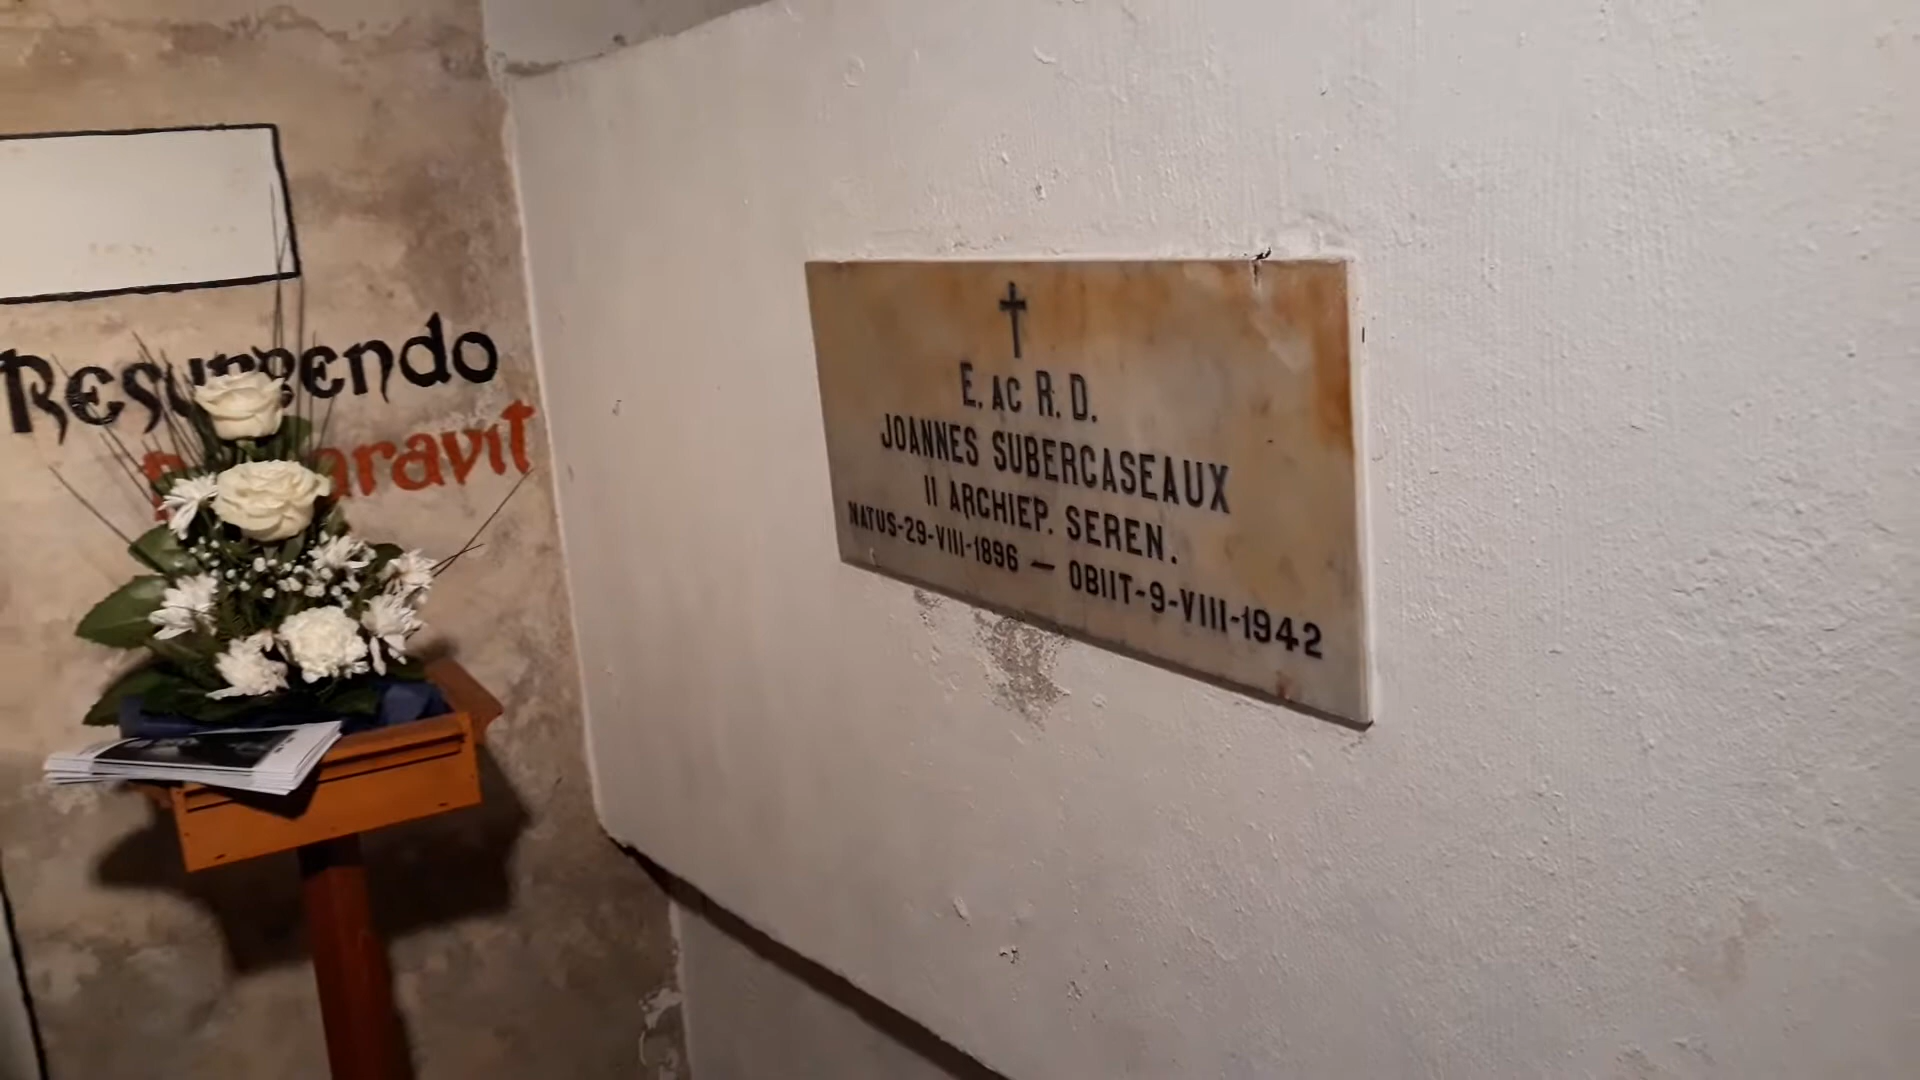 Resurgendo
E. AC R. D.
JOANNES SUBERCASEAUX
II ARCHIEP. SEREN.
NATUS-29-VIII-1896 — OBIIT-9-VIII-1942